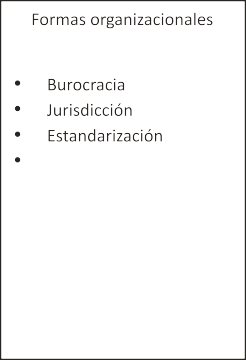 Formas organizacionales
• Burocracia
• Jurisdicción
• Estandarización
•